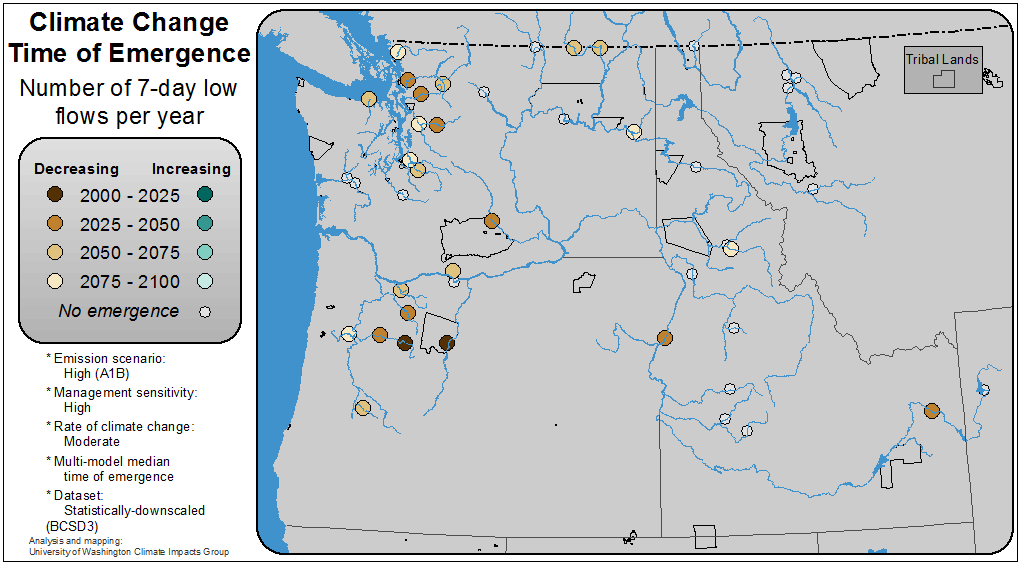 Climate Change
Time of Emergence
Number of 7-day low
flows per year
Decreasing Increasing
2000 - 2025
2025 - 2050
2050 - 2075
2075 - 2100
No emergence
* Emission scenario:
High (A1B)
* Management sensitivity:
High
* Rate of climate change:
Moderate
* Multi-model median
time of emergence
* Dataset:
Statistically-downscaled
(BCSD3)
Analysis and mapping:
University of Washington Climate Impacts Group
Tribal Lands